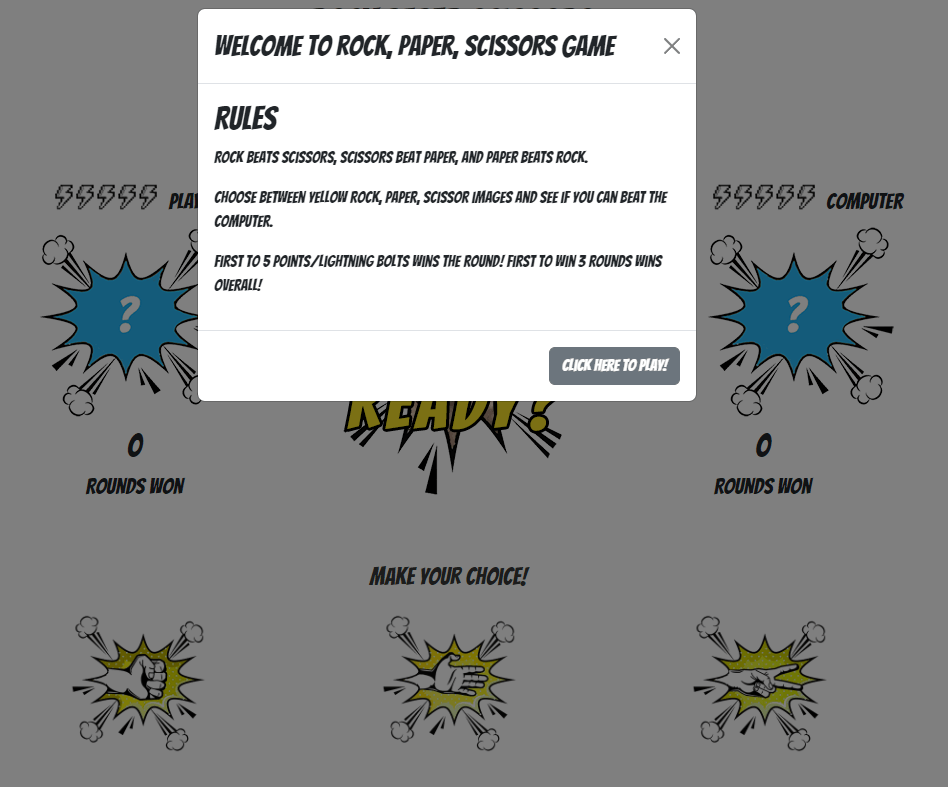 WELCOME TO ROCK, PAPER, SCISSORS GAME
RULES
ROCK BEATS SCISSORS, SCISSORS BEAT PAPER, AND PAPER BEATS ROCK.
CHOOSE BETWEEN YELLOW ROCK, PAPER, SCISSOR IMAGES AND SEE IF YOU CAN BEAT THE
COMPUTER.
FIRST TO 5 POINTS/LIGHTNING BOLTS WINS THE ROUND! FIRST TO WIN 3 ROUNDS WINS
OVERALL!
CLICK HERE TO PLAY!
COMPUTER
?
?
READY?
0
0
ROUNDS WON
ROUNDS WON
MAKE YOUR CHOICE!